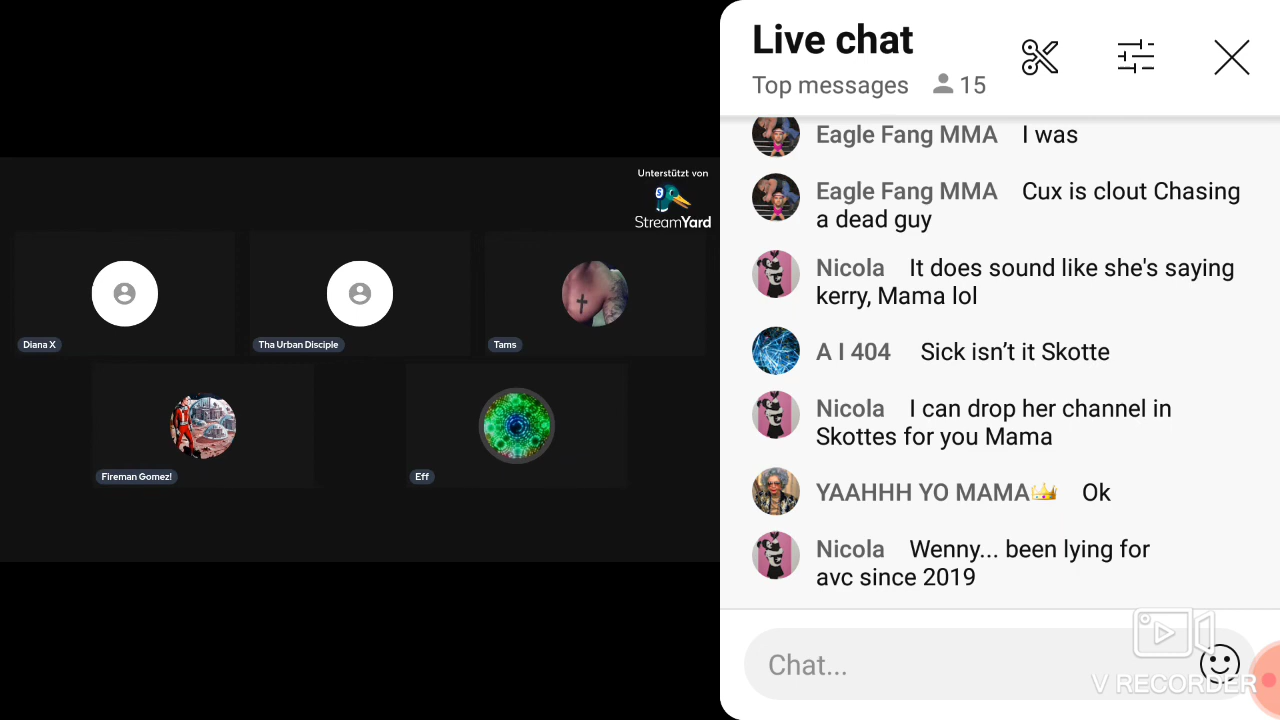 Unterstützt von
StreamYard
Diana X
Tha Urban Disciple
Tams
Fireman Gomez!
Eff
Live chat
Top messages 15
Eagle Fang MMA I was
Eagle Fang MMA Cux is clout Chasing
a dead guy
Nicola It does sound like she's saying
kerry, Mama lol
A I 404 Sick isn’t it Skotte
Nicola I can drop her channel in
Skottes for you Mama
YAAHHH YO MAMA👑 Ok
Nicola Wenny... been lying for
avc since 2019
Chat...
V RECORDER